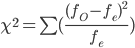 χ² = ∑((f_O − f_e)² / f_e)